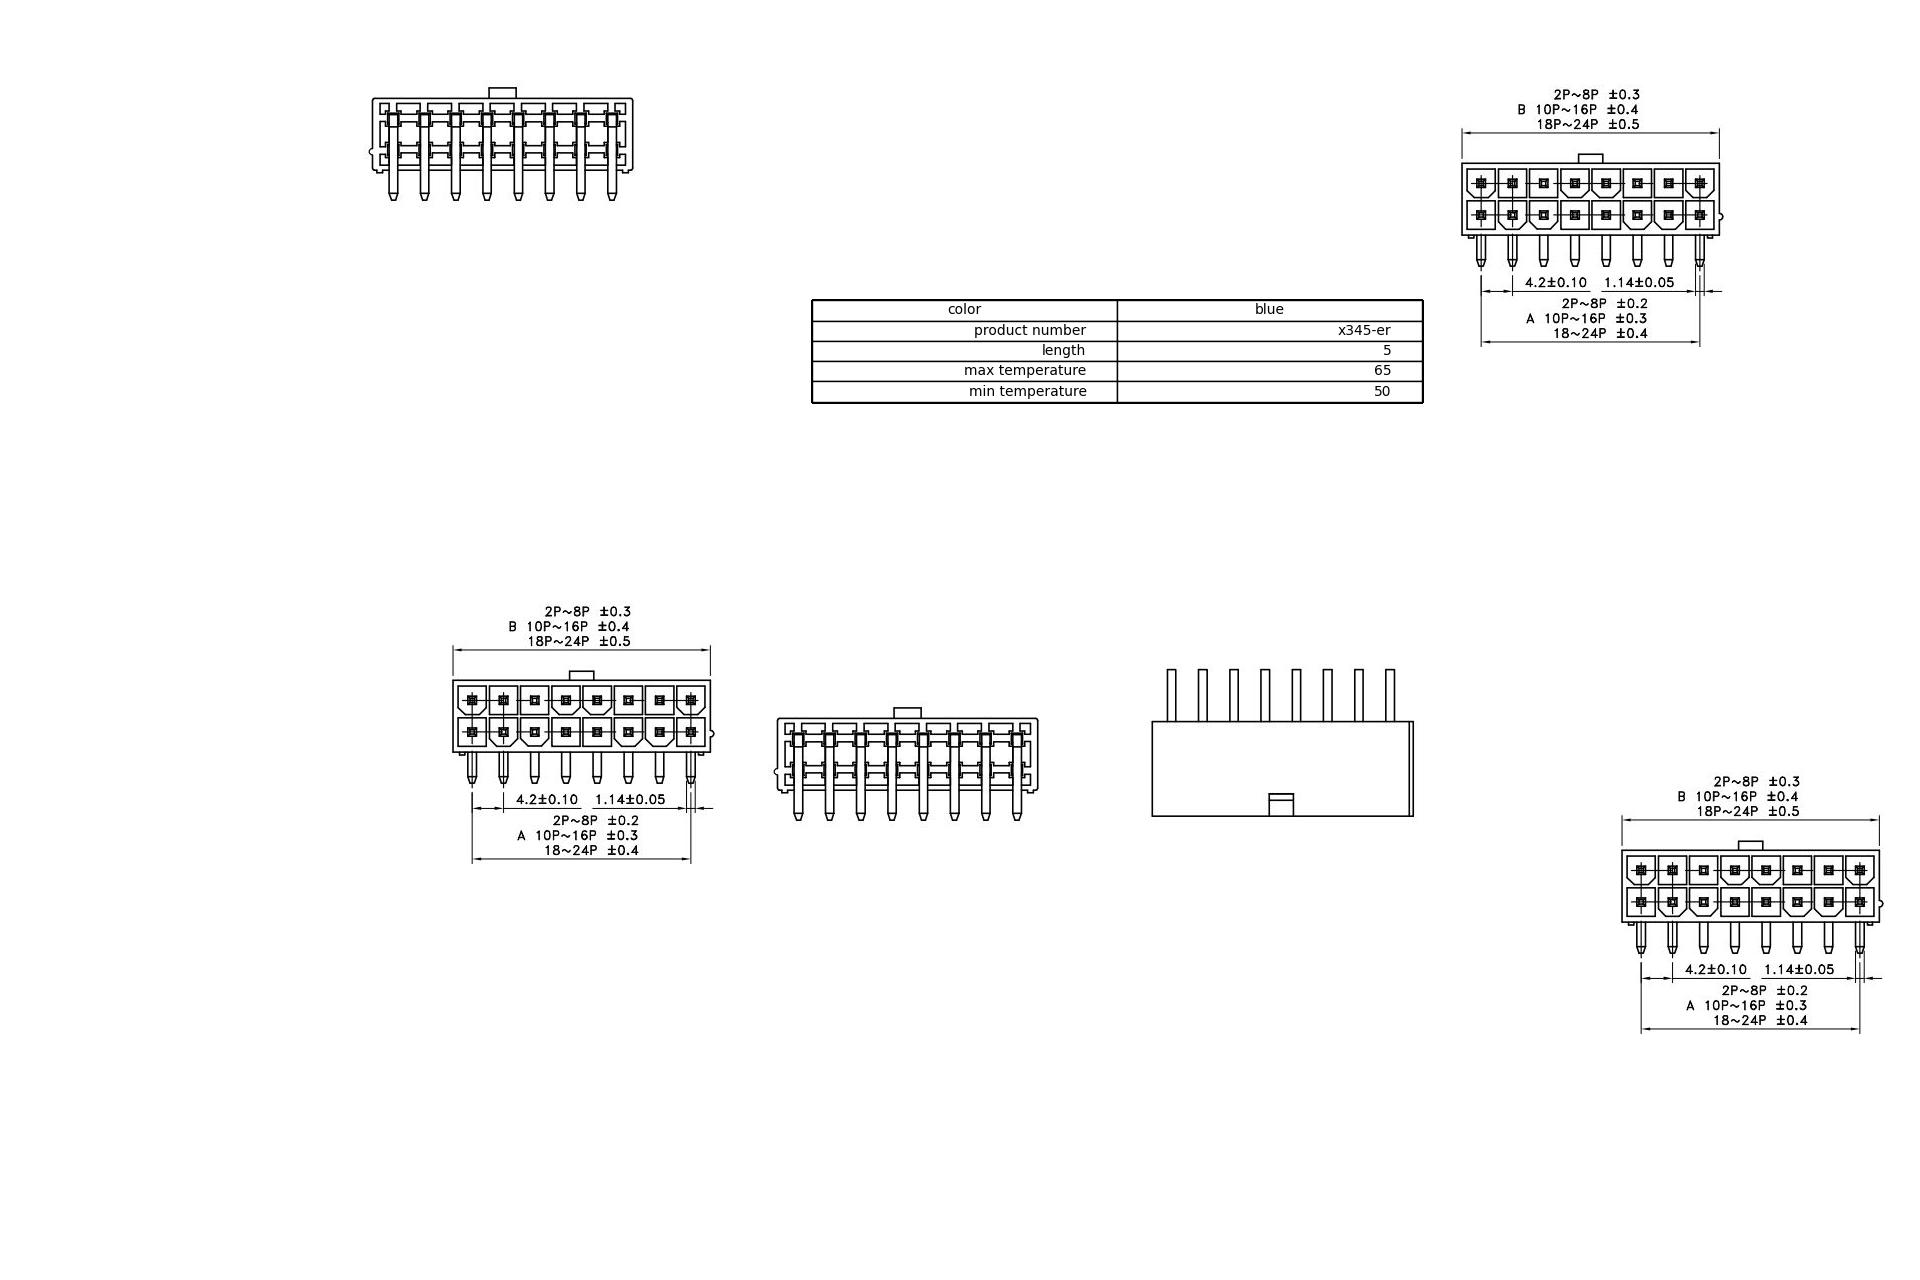 2P~8P ±0.3
B 10P~16P ±0.4
18P~24P ±0.5
4.2±0.10 1.14±0.05
2P~8P ±0.2
A 10P~16P ±0.3
18~24P ±0.4
color blue
product number x345-er
length 5
max temperature 65
min temperature 50
2P~8P ±0.3
B 10P~16P ±0.4
18P~24P ±0.5
4.2±0.10 1.14±0.05
2P~8P ±0.2
A 10P~16P ±0.3
18~24P ±0.4
2P~8P ±0.3
B 10P~16P ±0.4
18P~24P ±0.5
4.2±0.10 1.14±0.05
2P~8P ±0.2
A 10P~16P ±0.3
18~24P ±0.4